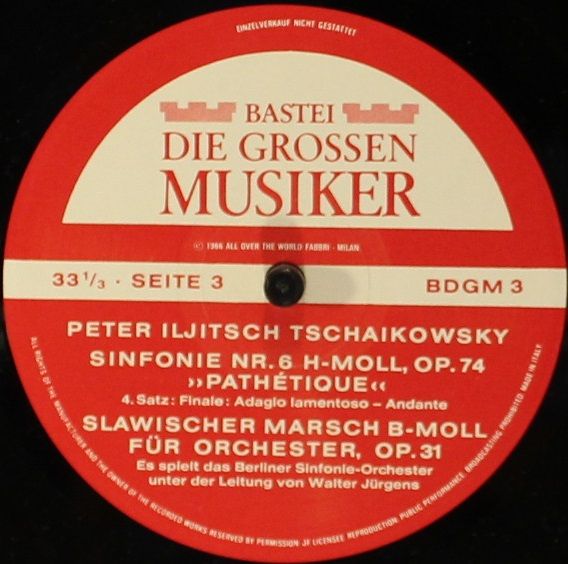 EINZELVERKAUF NICHT GESTATTET
BASTEI
DIE GROSSEN
MUSIKER
© 1966 ALL OVER THE WORLD FABBRI - MILAN
33 1/3 · SEITE 3
BDGM 3
PETER ILJITSCH TSCHAIKOWSKY
SINFONIE NR. 6 H-MOLL, OP. 74
››PATHÉTIQUE‹‹
4. Satz: Finale: Adagio lamentoso – Andante
SLAWISCHER MARSCH B-MOLL
FÜR ORCHESTER, OP. 31
Es spielt das Berliner Sinfonie-Orchester
unter der Leitung von Walter Jürgens
ALL RIGHTS OF THE MANUFACTURER AND THE OWNER OF THE RECORDED WORKS RESERVED BY PERMISSION: JF LICENSEE REPRODUCTION: PUBLIC PERFORMANCE, BROADCASTING PROHIBITED. MADE IN ITALY